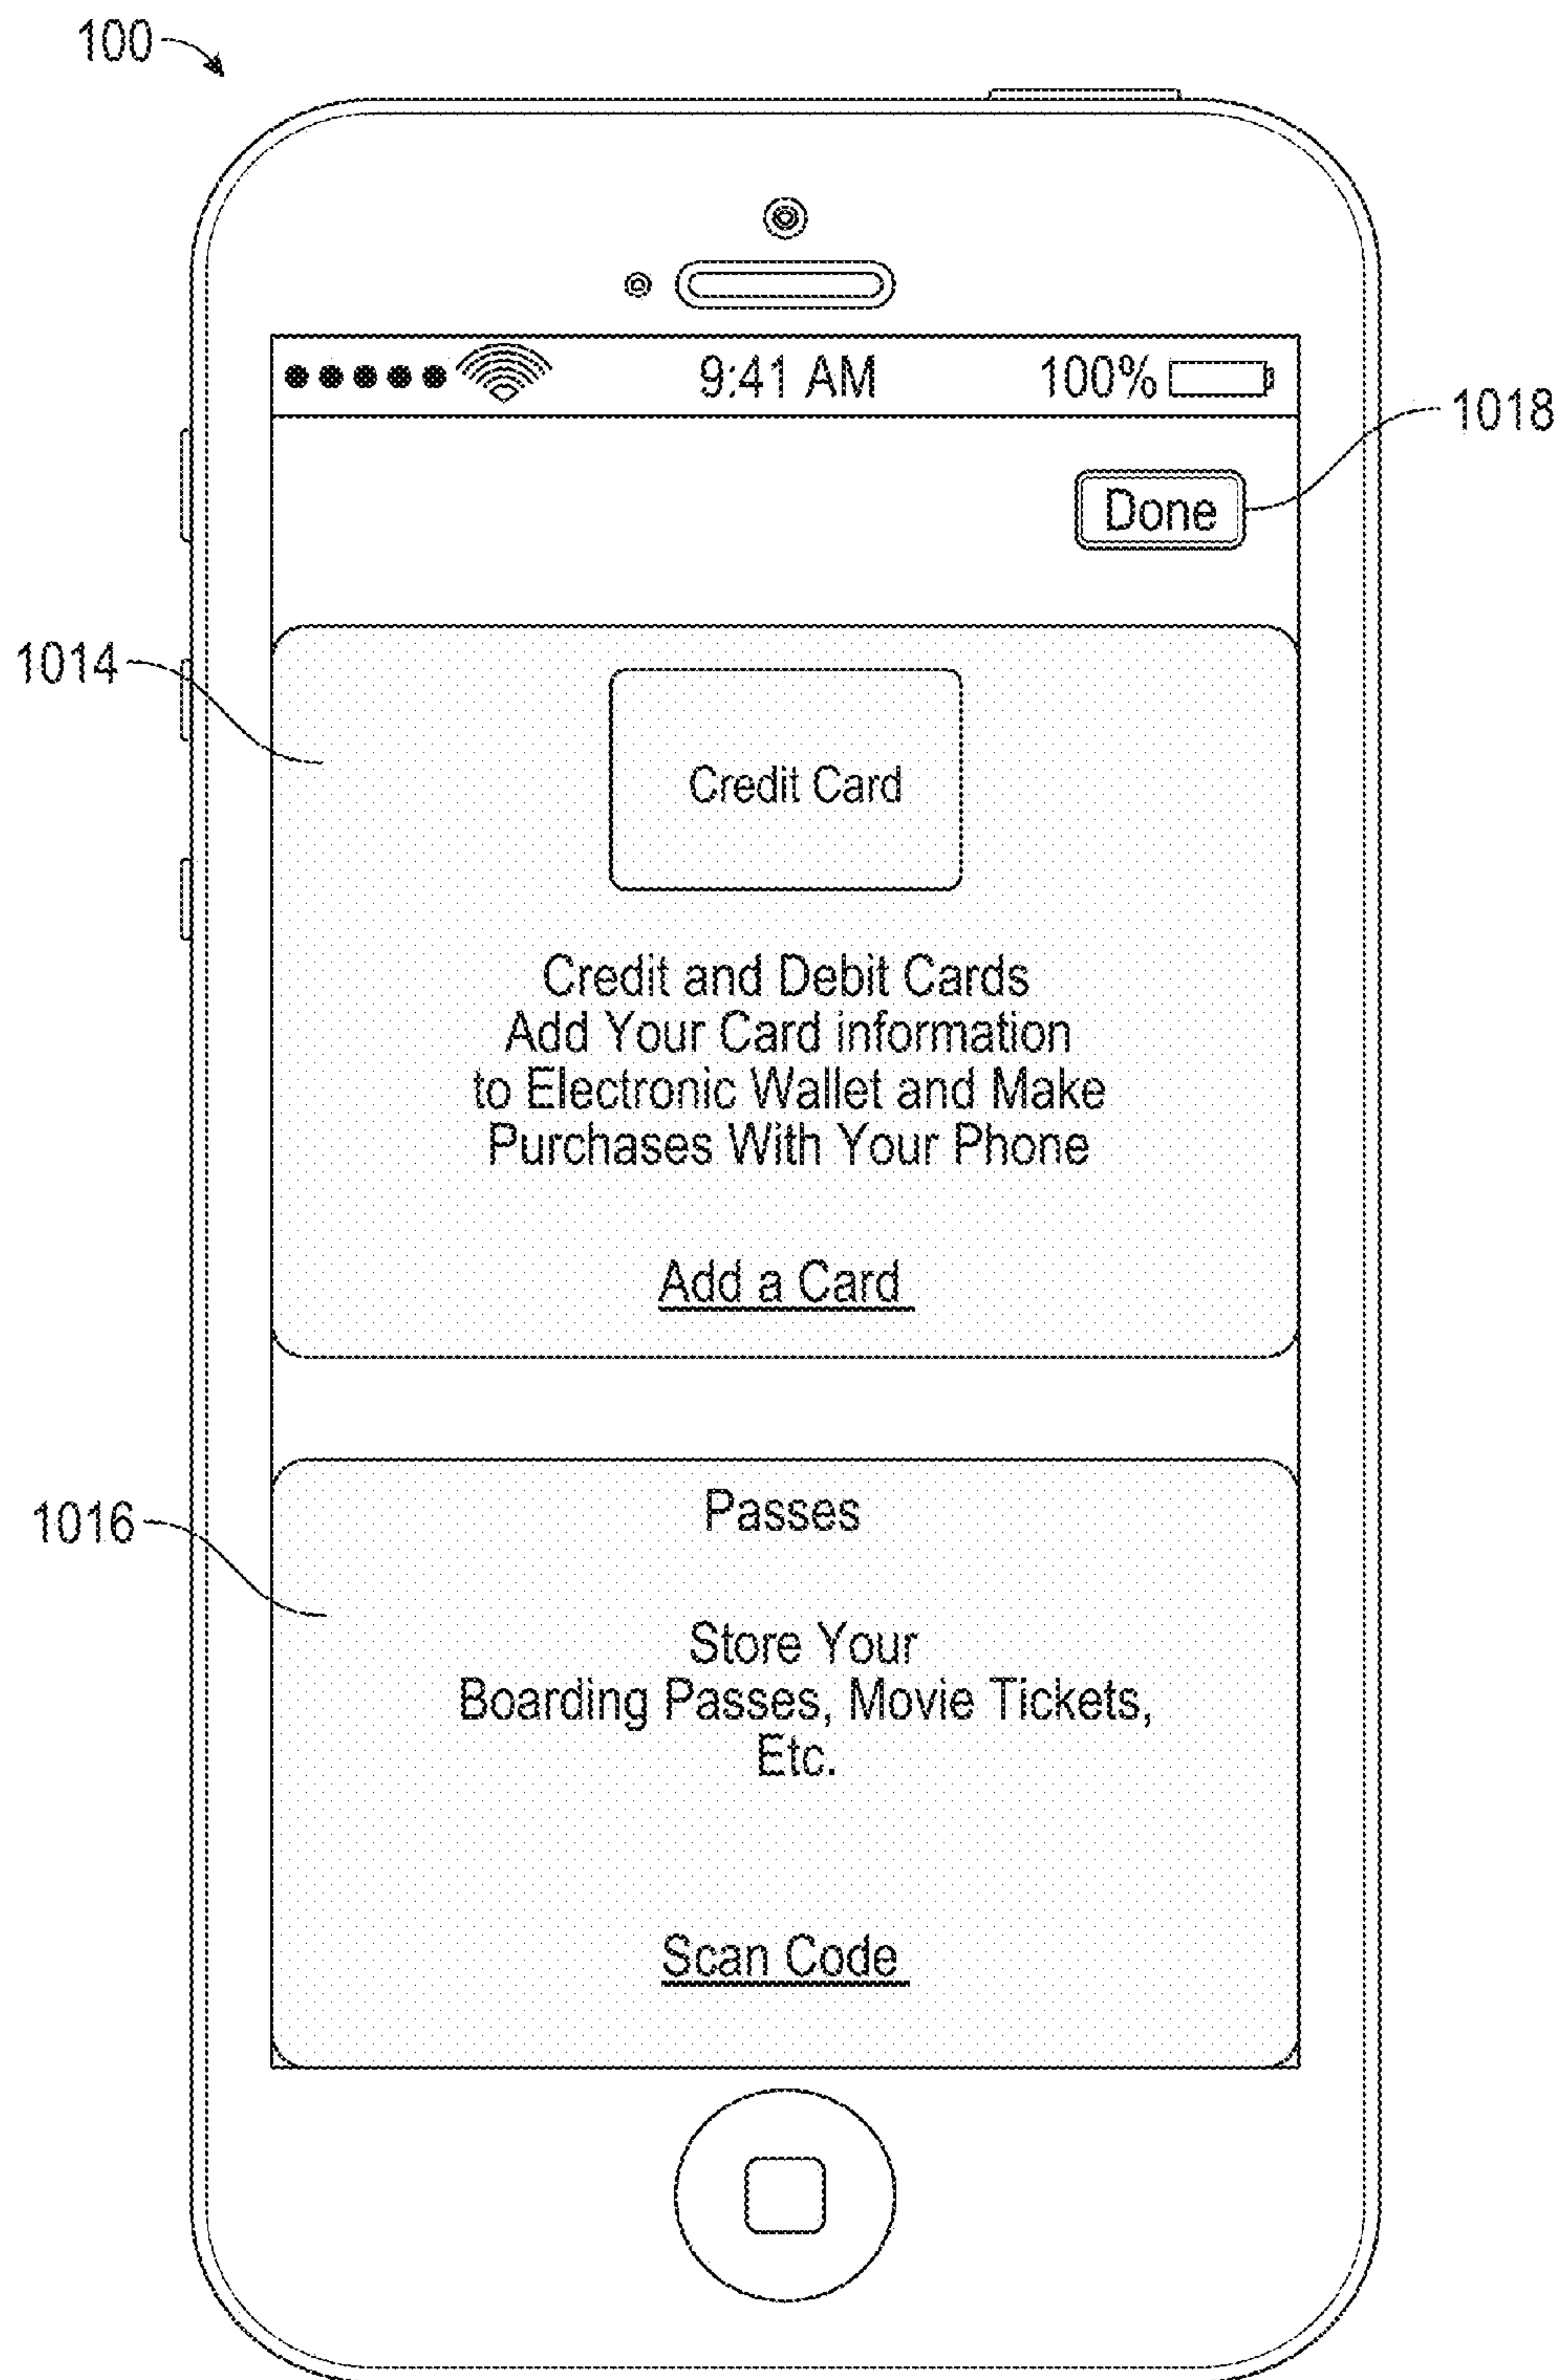 100
9:41 AM 100%
1018
Done
1014
Credit Card
Credit and Debit Cards
Add Your Card information
to Electronic Wallet and Make
Purchases With Your Phone
Add a Card
Passes
1016
Store Your
Boarding Passes, Movie Tickets,
Etc.
Scan Code